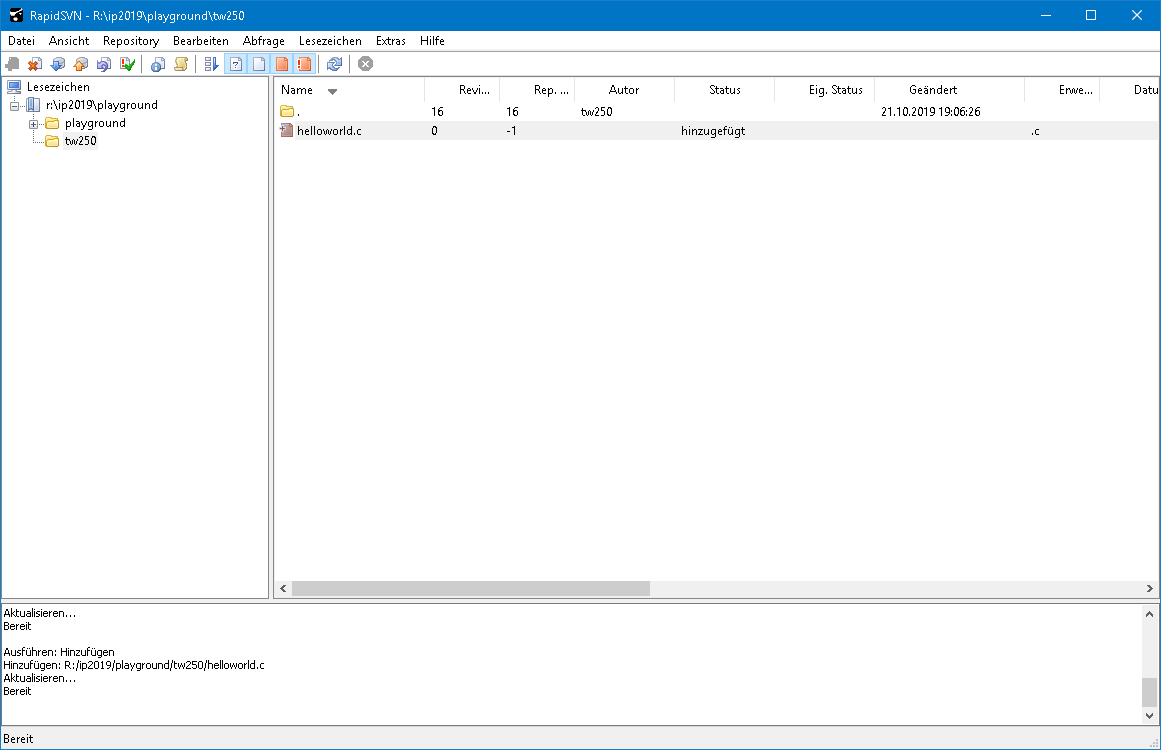 RapidSVN - R:\ip2019\playground\tw250
Datei Ansicht Repository Bearbeiten Abfrage Lesezeichen Extras Hilfe
Lesezeichen
r:\ip2019\playground
playground
tw250
Name Revi... Rep. ... Autor Status Eig. Status Geändert Erwe... Datu
. 16 16 tw250 21.10.2019 19:06:26
helloworld.c 0 -1 hinzugefügt .c
Aktualisieren...
Bereit
Ausführen: Hinzufügen
Hinzufügen: R:/ip2019/playground/tw250/helloworld.c
Aktualisieren...
Bereit
Bereit